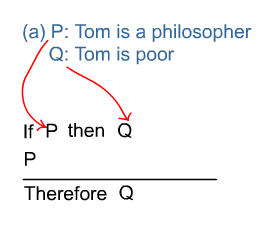 (a) P: Tom is a philosopher
Q: Tom is poor
If P then Q
P
Therefore Q